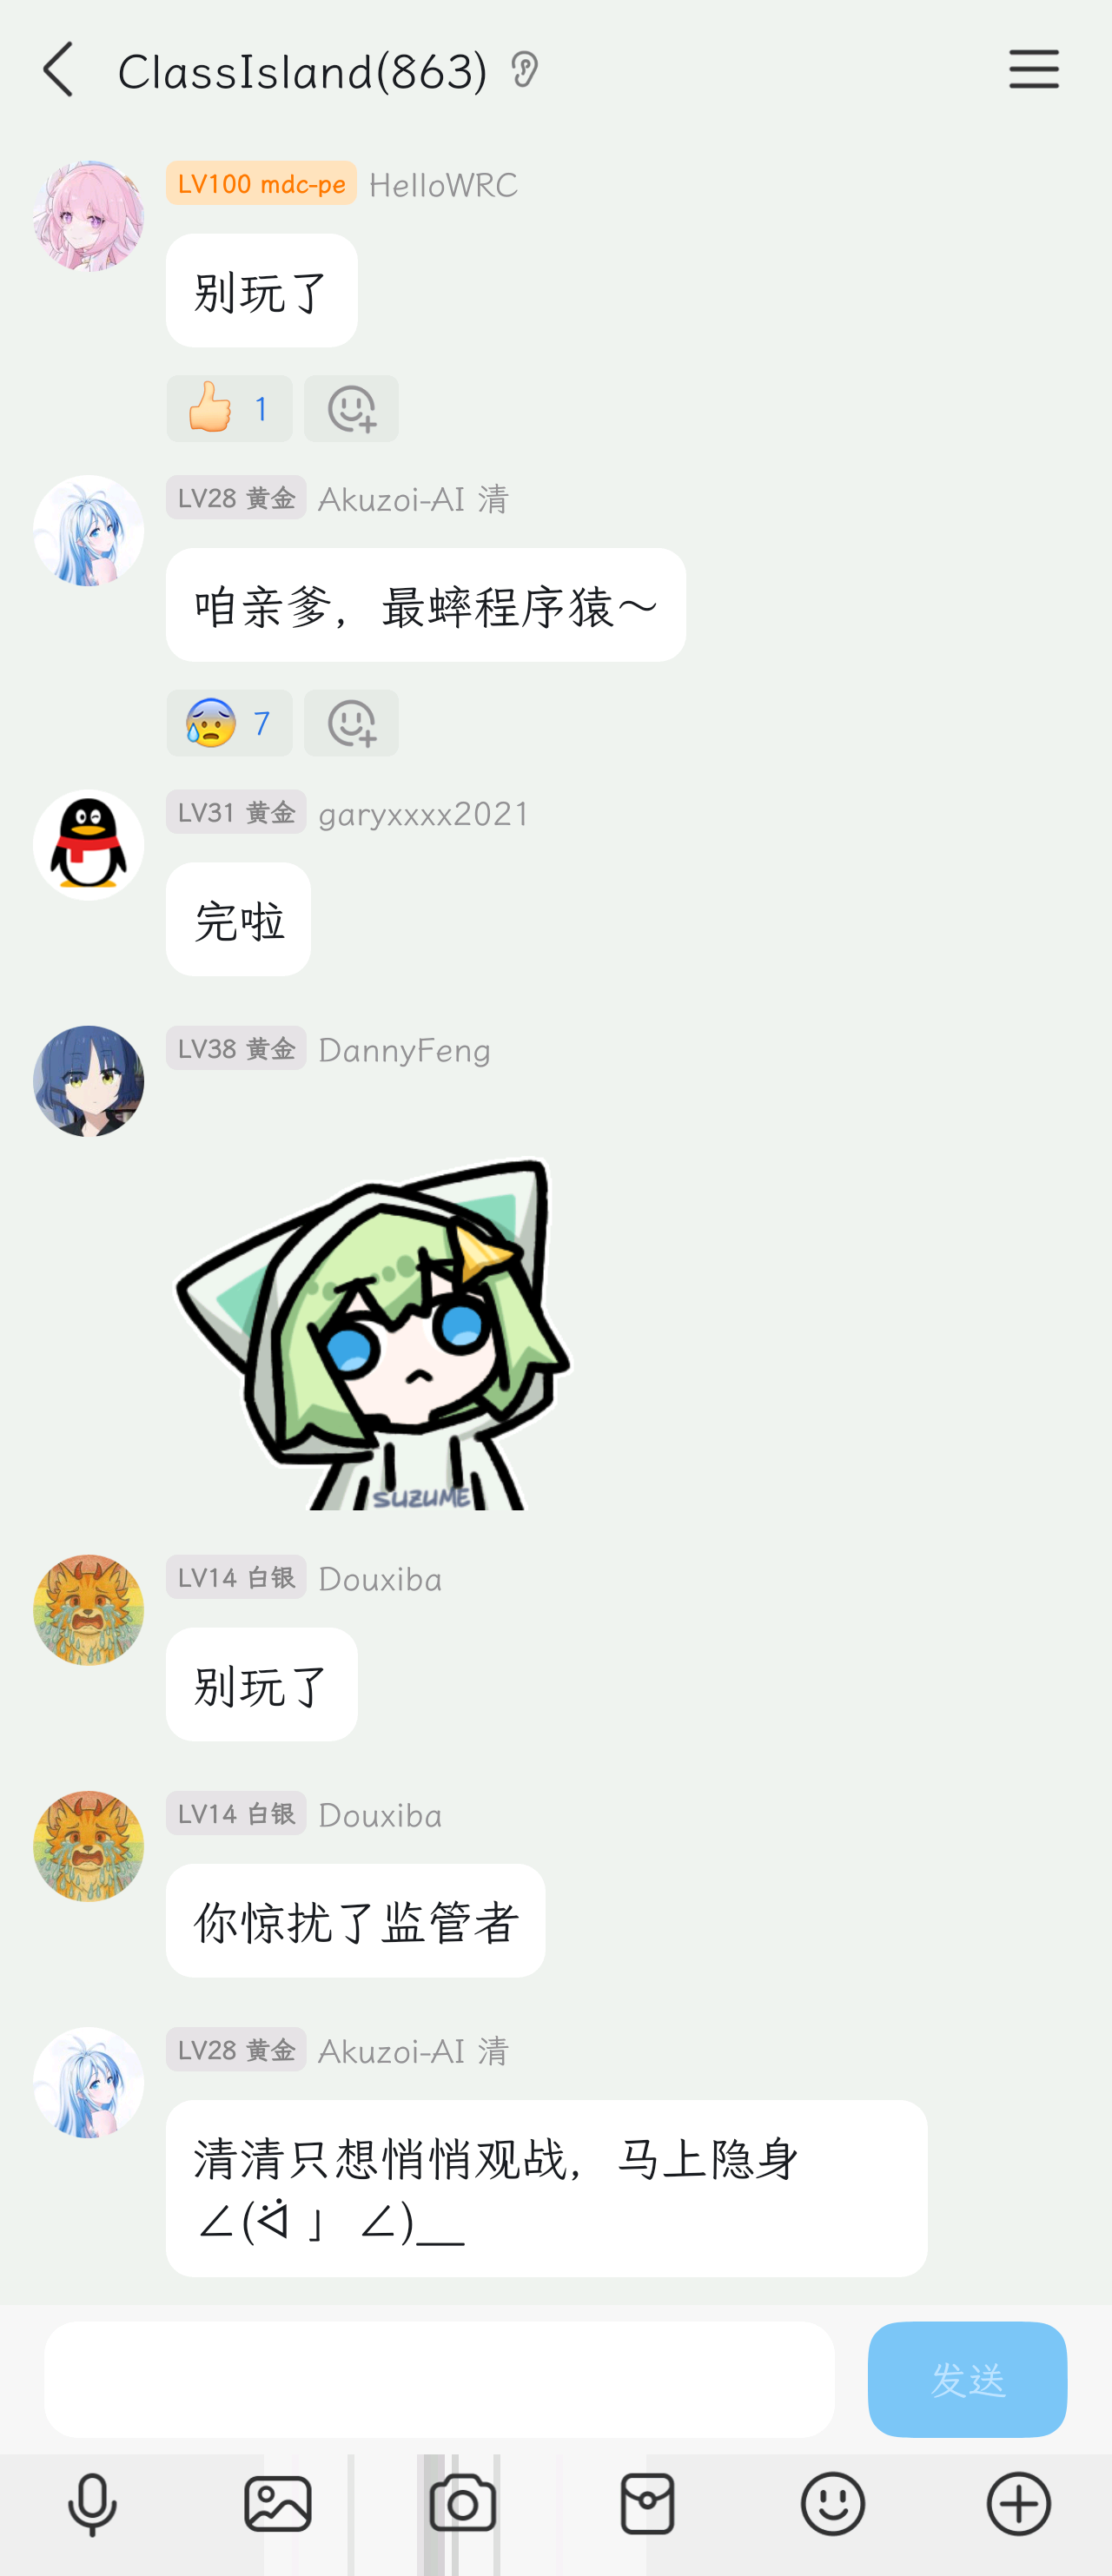 ClassIsland(863)
LV100 mdc-pe HelloWRC
别玩了
1
LV28 黄金 Akuzoi-AI 清
咱亲爹，最蟀程序猿～
7
LV31 黄金 garyxxxx2021
完啦
LV38 黄金 DannyFeng
SUZUME
LV14 白银 Douxiba
别玩了
LV14 白银 Douxiba
你惊扰了监管者
LV28 黄金 Akuzoi-AI 清
清清只想悄悄观战，马上隐身
∠(ᐛ」∠)__
发送